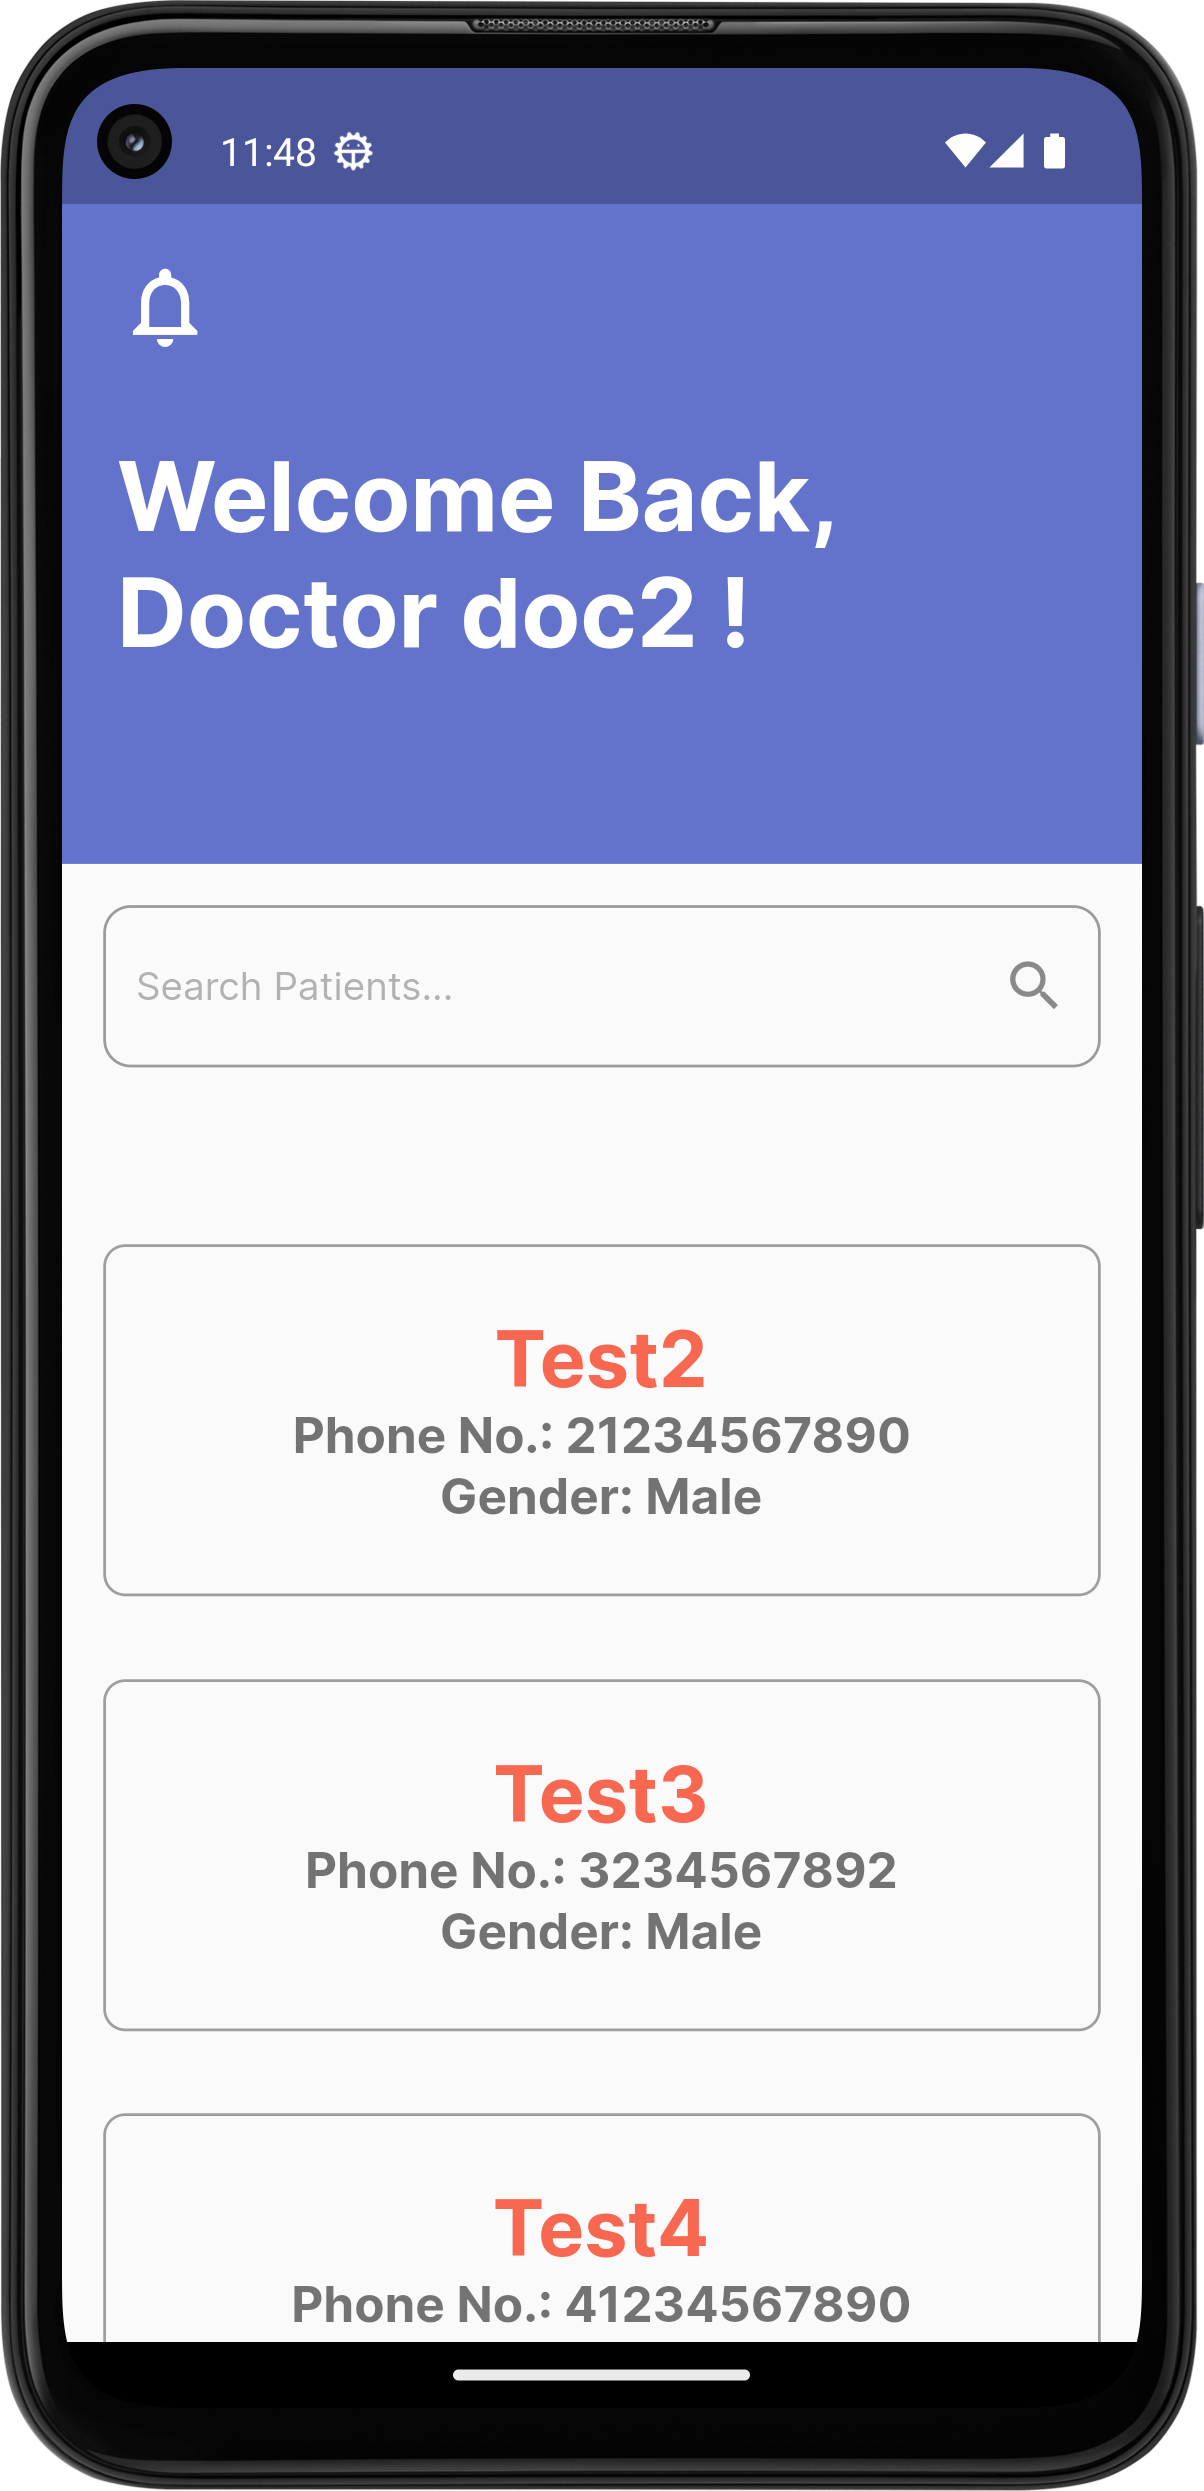 11:48
Welcome Back,
Doctor doc2 !
Search Patients...
Test2
Phone No.: 21234567890
Gender: Male
Test3
Phone No.: 3234567892
Gender: Male
Test4
Phone No.: 41234567890